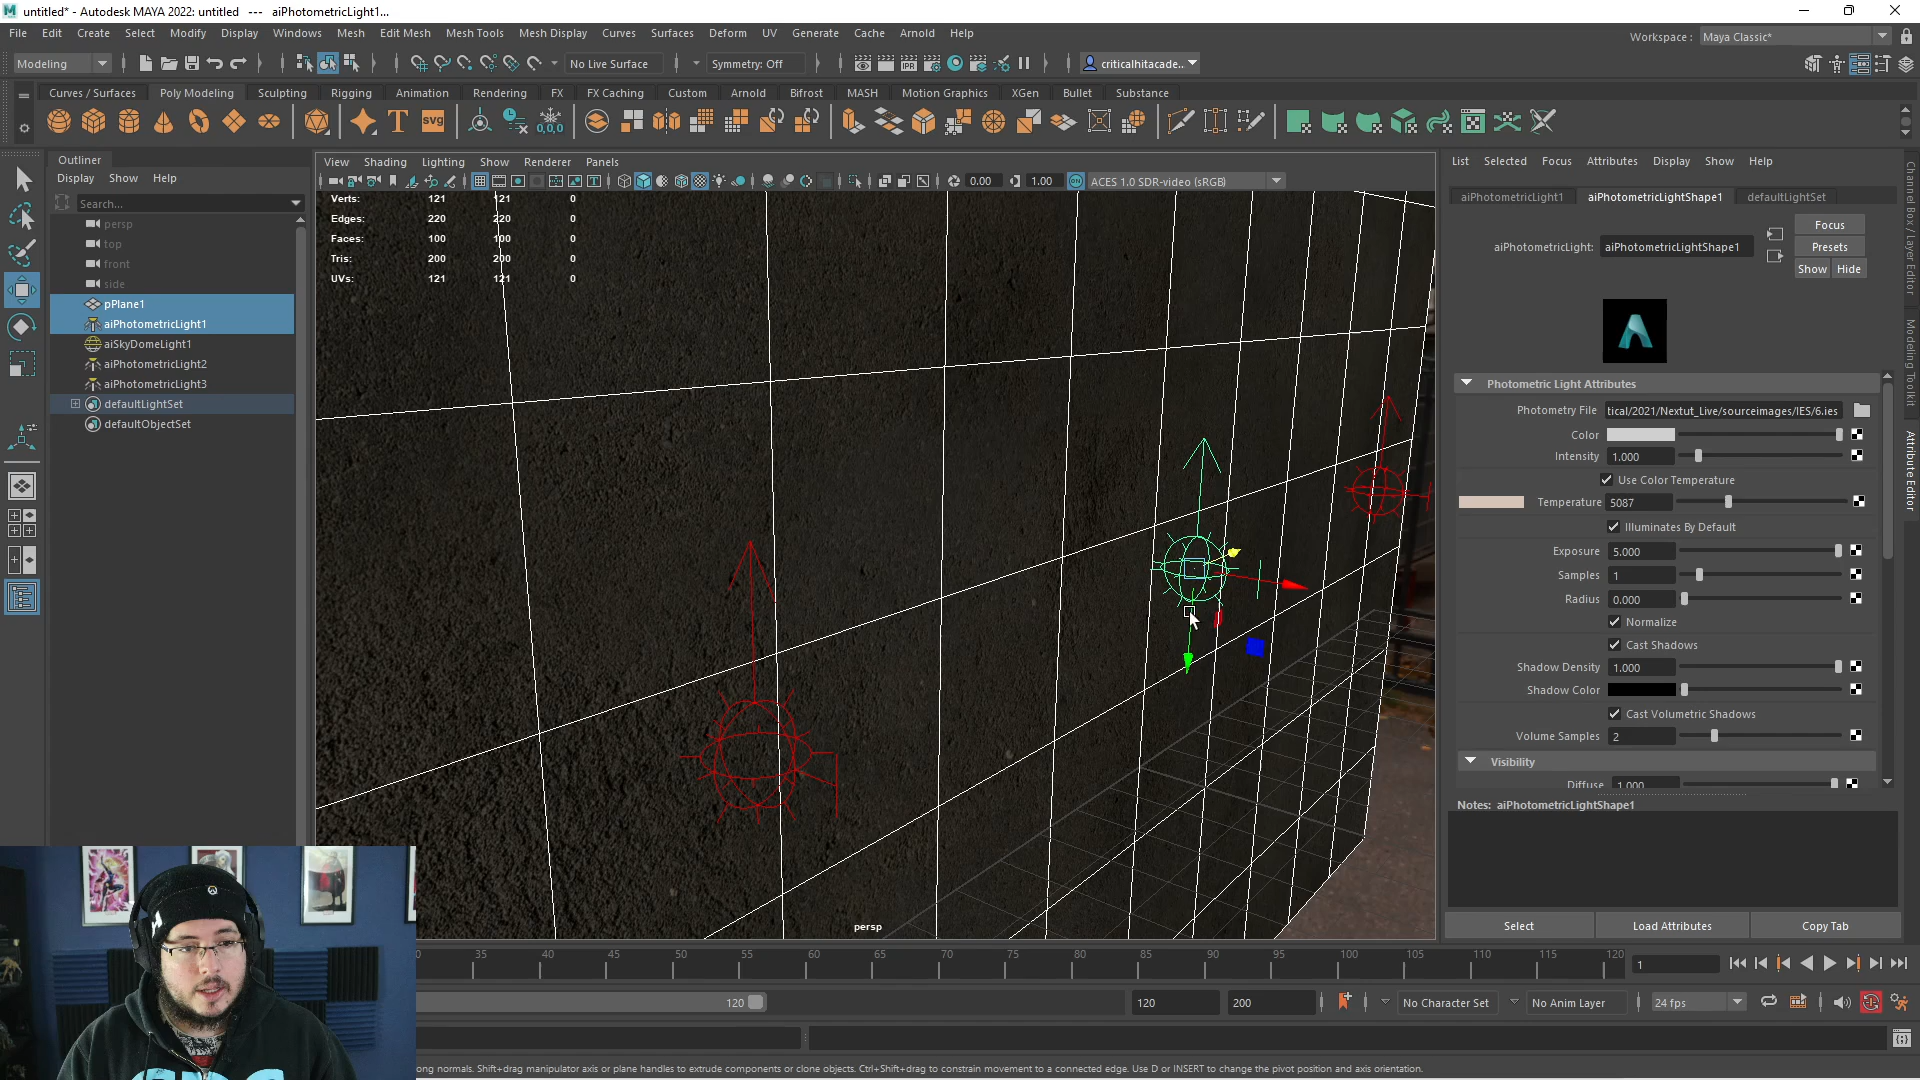 untitled* - Autodesk MAYA 2022: untitled --- aiPhotometricLight1...
File Edit Create Select Modify Display Windows Mesh Edit Mesh Mesh Tools Mesh Display Curves Surfaces Deform UV Generate Cache Arnold Help
Workspace : Maya Classic*
Modeling No Live Surface Symmetry: Off criticalhitacade...
Curves / Surfaces Poly Modeling Sculpting Rigging Animation Rendering FX FX Caching Custom Arnold Bifrost MASH Motion Graphics XGen Bullet Substance
Outliner
Display Show Help
Search...
persp
top
front
side
pPlane1
aiPhotometricLight1
aiSkyDomeLight1
aiPhotometricLight2
aiPhotometricLight3
defaultLightSet
defaultObjectSet
View Shading Lighting Show Renderer Panels
0.00 1.00 ACES 1.0 SDR-video (sRGB)
Verts: 121 121 0
Edges: 220 220 0
Faces: 100 100 0
Tris: 200 200 0
UVs: 121 121 0
persp
List Selected Focus Attributes Display Show Help
aiPhotometricLight1 aiPhotometricLightShape1 defaultLightSet
aiPhotometricLight: aiPhotometricLightShape1
Focus
Presets
Show Hide
Photometric Light Attributes
Photometry File tical/2021/Nextut_Live/sourceimages/IES/6.ies
Color
Intensity 1.000
Use Color Temperature
Temperature 5087
Illuminates By Default
Exposure 5.000
Samples 1
Radius 0.000
Normalize
Cast Shadows
Shadow Density 1.000
Shadow Color
Cast Volumetric Shadows
Volume Samples 2
Visibility
Diffuse 1.000
Notes: aiPhotometricLightShape1
Select Load Attributes Copy Tab
Channel Box / Layer Editor
Modeling Toolkit
Attribute Editor
35 40 45 50 55 60 65 70 75 80 85 90 95 100 105 110 115 120
1
120 120 200 No Character Set No Anim Layer 24 fps
ong normals. Shift+drag manipulator axis or plane handles to extrude components or clone objects. Ctrl+Shift+drag to constrain movement to a connected edge. Use D or INSERT to change the pivot position and axis orientation.